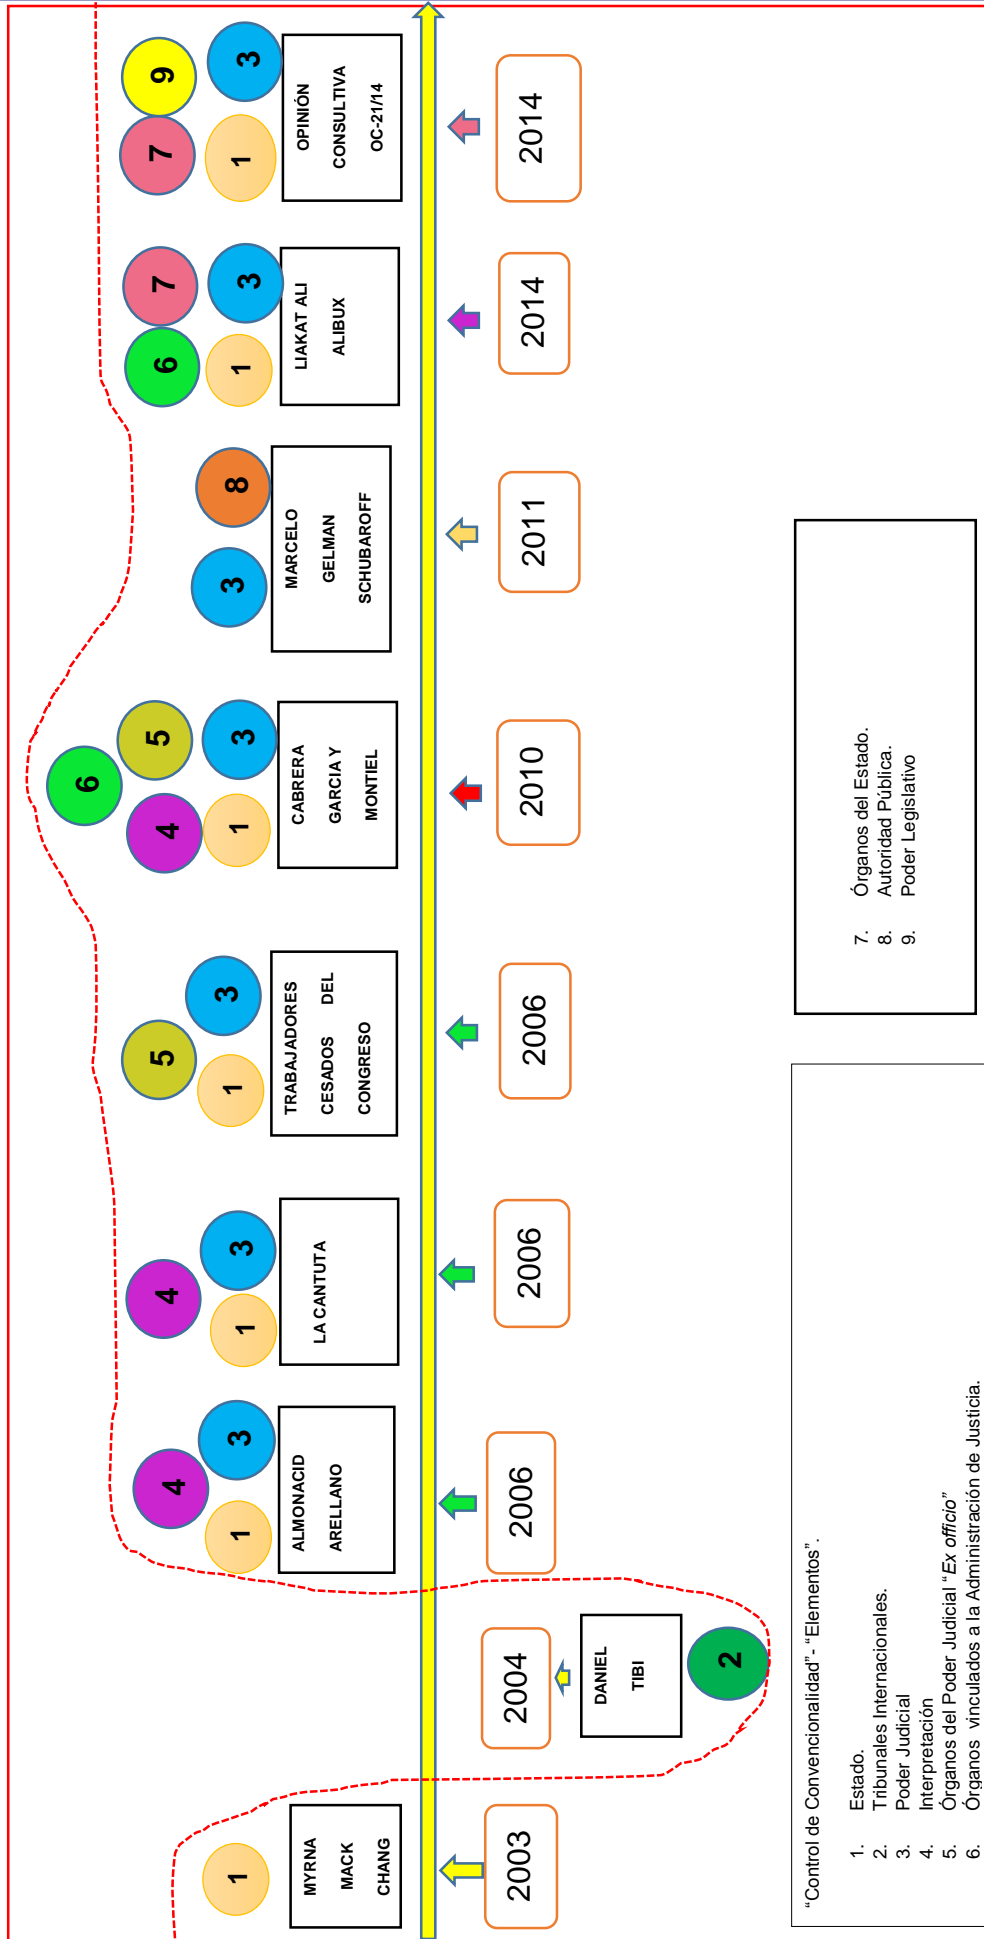 1
MYRNA
MACK
CHANG
2003
2004
DANIEL
TIBI
2
4
1
3
ALMONACID
ARELLANO
2006
4
1
3
LA CANTUTA
2006
5
1
3
TRABAJADORES
CESADOS DEL
CONGRESO
2006
6
4
5
1
3
CABRERA
GARCIA Y
MONTIEL
2010
3
8
MARCELO
GELMAN
SCHUBAROFF
2011
6
7
1
3
LIAKAT ALI
ALIBUX
2014
7
9
1
3
OPINIÓN
CONSULTIVA
OC-21/14
2014
“Control de Convencionalidad”- “Elementos”.
1. Estado.
2. Tribunales Internacionales.
3. Poder Judicial
4. Interpretación
5. Órganos del Poder Judicial “Ex officio”
6. Órganos vinculados a la Administración de Justicia.
7. Órganos del Estado.
8. Autoridad Pública.
9. Poder Legislativo